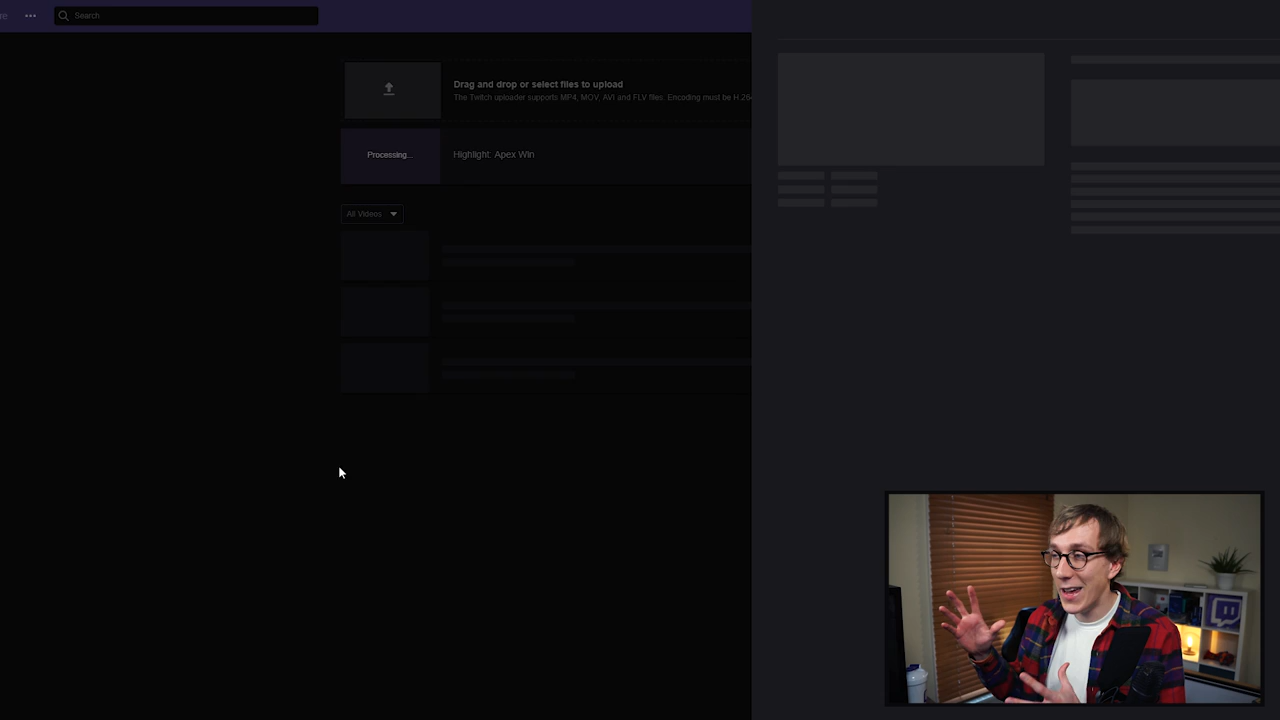 Search
Drag and drop or select files to upload
The Twitch uploader supports MP4, MOV, AVI and FLV files. Encoding must be H.26
Processing...
Highlight: Apex Win
All Videos